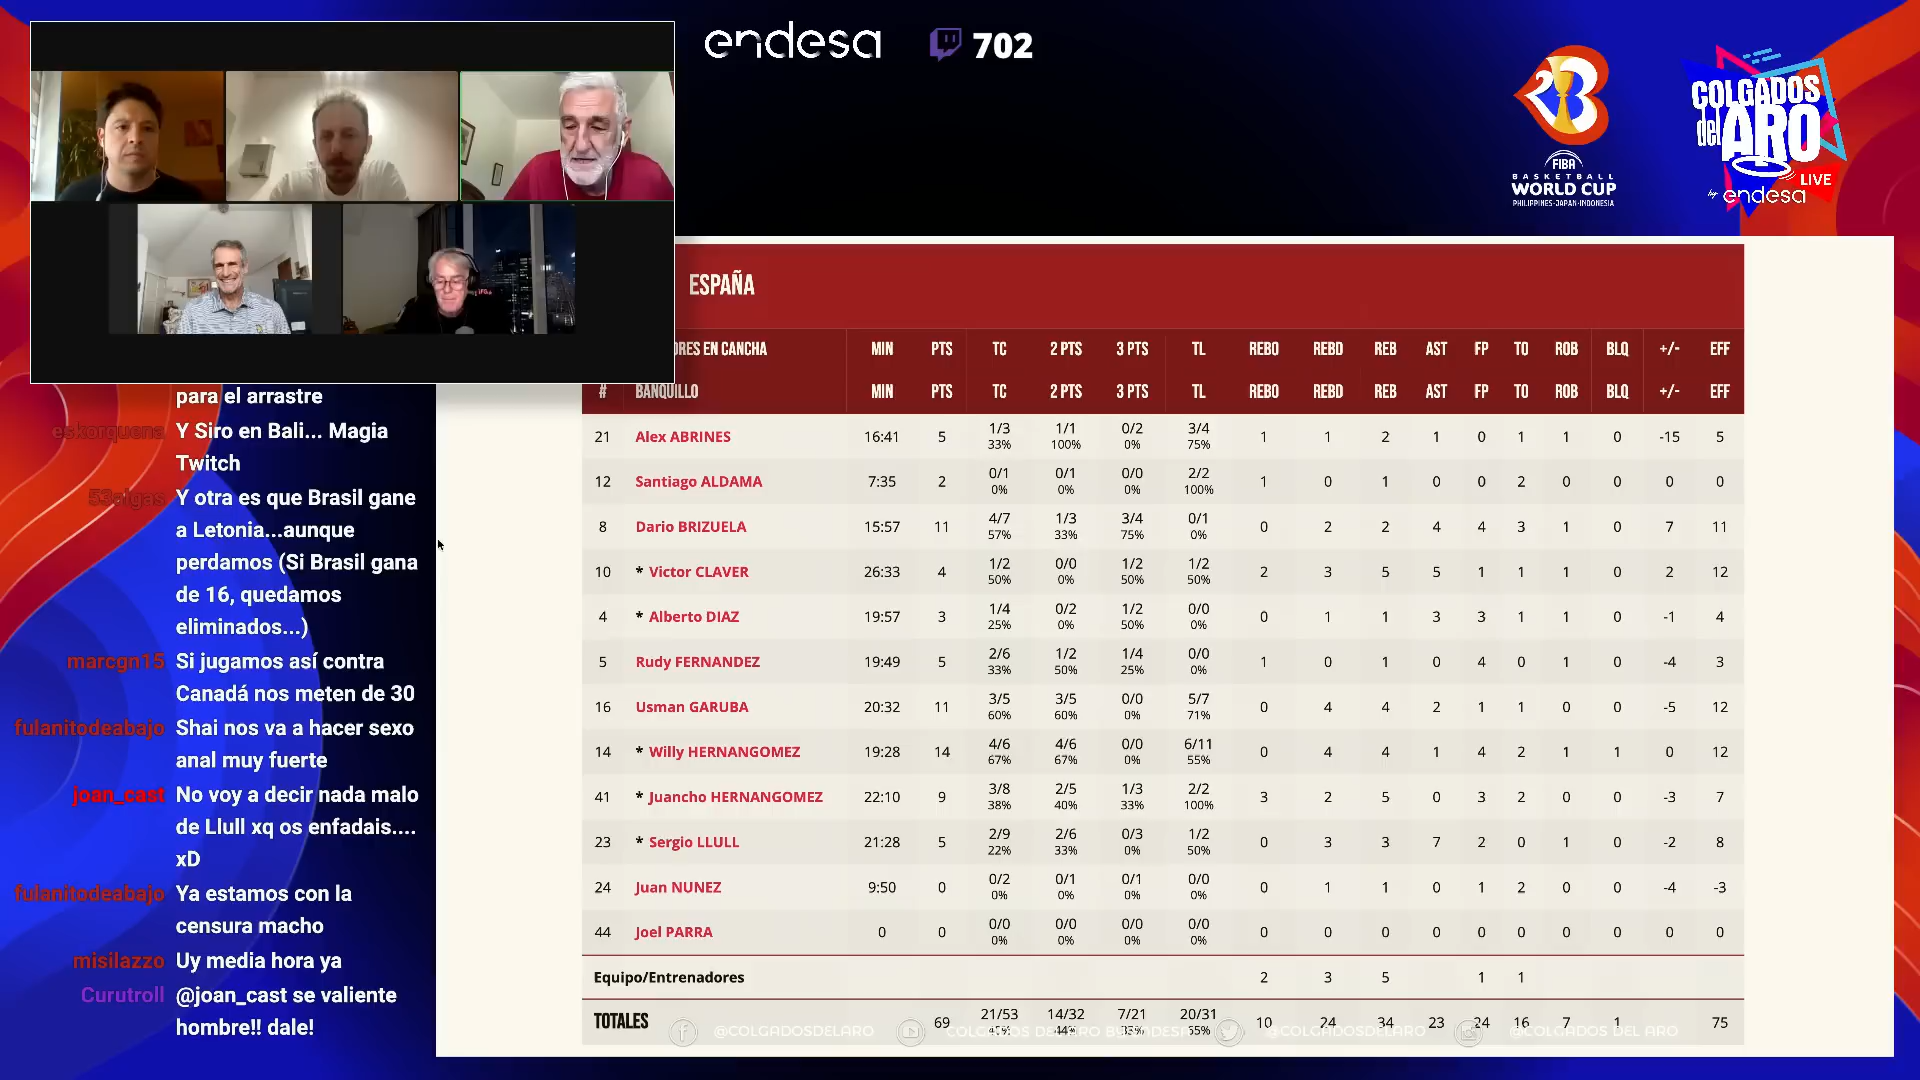 endesa
702
FIBA
BASKETBALL
WORLD CUP
PHILIPPINES-JAPAN-INDONESIA
COLGADOS
del ARO
LIVE
by endesa
ESPAÑA
ORES EN CANCHA MIN PTS TC 2 PTS 3 PTS TL REBO REBD REB AST FP TO ROB BLQ +/- EFF
# BANQUILLO MIN PTS TC 2 PTS 3 PTS TL REBO REBD REB AST FP TO ROB BLQ +/- EFF
21 Alex ABRINES 16:41 5 1/3 33% 1/1 100% 0/2 0% 3/4 75% 1 1 2 1 0 1 1 0 -15 5
12 Santiago ALDAMA 7:35 2 0/1 0% 0/1 0% 0/0 0% 2/2 100% 1 0 1 0 0 2 0 0 0 0
8 Dario BRIZUELA 15:57 11 4/7 57% 1/3 33% 3/4 75% 0/1 0% 0 2 2 4 4 3 1 0 7 11
10 * Victor CLAVER 26:33 4 1/2 50% 0/0 0% 1/2 50% 1/2 50% 2 3 5 5 1 1 1 0 2 12
4 * Alberto DIAZ 19:57 3 1/4 25% 0/2 0% 1/2 50% 0/0 0% 0 1 1 3 3 1 1 0 -1 4
5 Rudy FERNANDEZ 19:49 5 2/6 33% 1/2 50% 1/4 25% 0/0 0% 1 0 1 0 4 0 1 0 -4 3
16 Usman GARUBA 20:32 11 3/5 60% 3/5 60% 0/0 0% 5/7 71% 0 4 4 2 1 1 0 0 -5 12
14 * Willy HERNANGOMEZ 19:28 14 4/6 67% 4/6 67% 0/0 0% 6/11 55% 0 4 4 1 4 2 1 1 0 12
41 * Juancho HERNANGOMEZ 22:10 9 3/8 38% 2/5 40% 1/3 33% 2/2 100% 3 2 5 0 3 2 0 0 -3 7
23 * Sergio LLULL 21:28 5 2/9 22% 2/6 33% 0/3 0% 1/2 50% 0 3 3 7 2 0 1 0 -2 8
24 Juan NUNEZ 9:50 0 0/2 0% 0/1 0% 0/1 0% 0/0 0% 0 1 1 0 1 2 0 0 -4 -3
44 Joel PARRA 0 0 0/0 0% 0/0 0% 0/0 0% 0/0 0% 0 0 0 0 0 0 0 0 0 0
Equipo/Entrenadores 2 3 5 1 1
TOTALES 69 21/53 14/32 44% 7/21 20/31 10 24 34 23 24 16 7 1 75
@COLGADOSDELARO COLGADOS DEL ARO BY ENDESA @COLGADOSDELARO @COLGADOS DEL ARO
para el arrastre
eskorquena Y Siro en Bali... Magia
Twitch
53algas Y otra es que Brasil gane
a Letonia...aunque
perdamos (Si Brasil gana
de 16, quedamos
eliminados...)
marcgn15 Si jugamos así contra
Canadá nos meten de 30
fulanitodeabajo Shai nos va a hacer sexo
anal muy fuerte
joan_cast No voy a decir nada malo
de Llull xq os enfadais....
xD
fulanitodeabajo Ya estamos con la
censura macho
misilazzo Uy media hora ya
Curutroll @joan_cast se valiente
hombre!! dale!